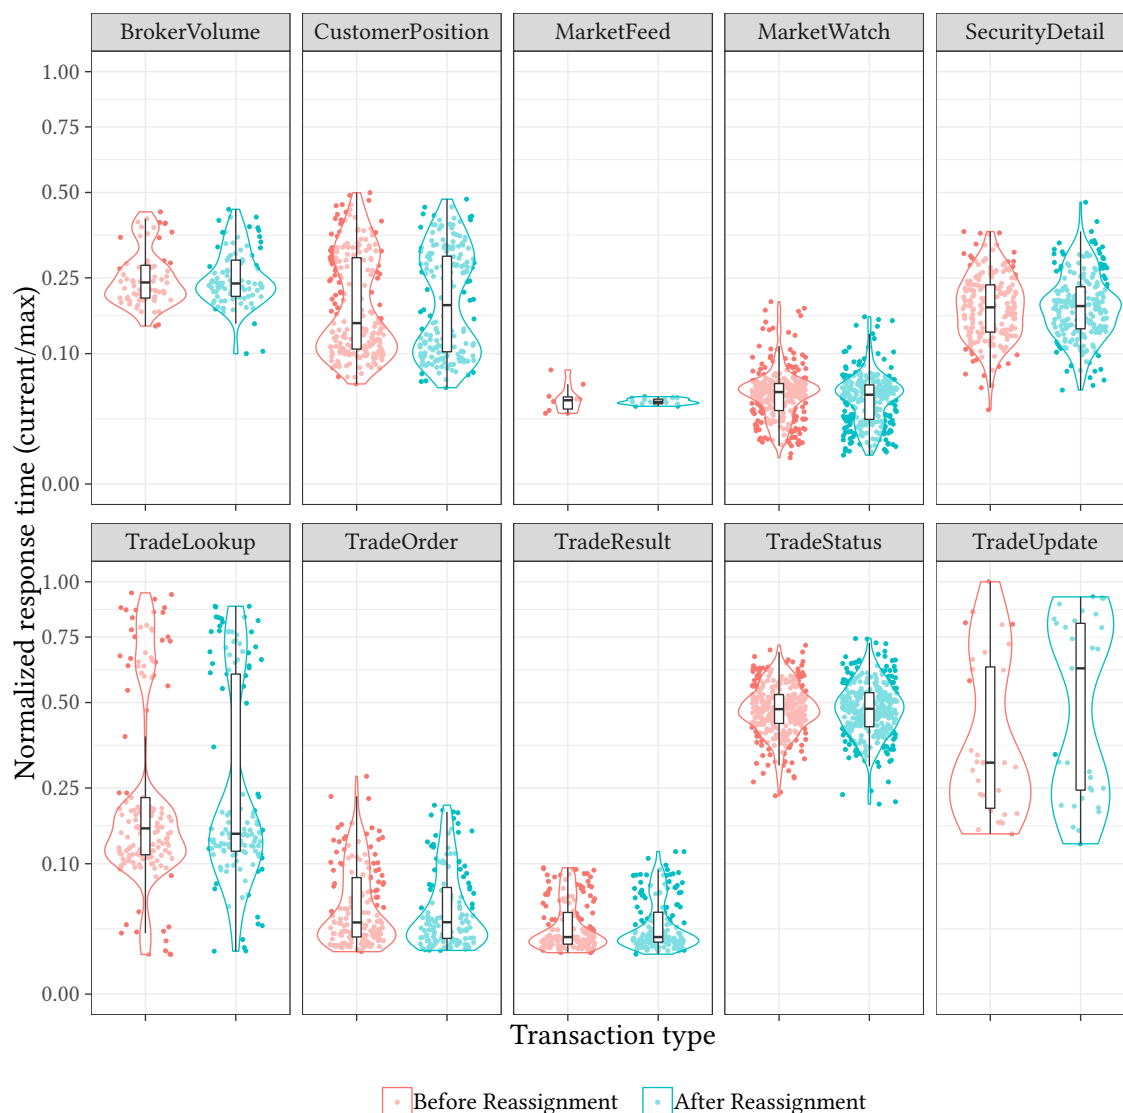 BrokerVolume CustomerPosition MarketFeed MarketWatch SecurityDetail
1.00
0.75
0.50
0.25
0.10
0.00
Normalized response time (current/max)
TradeLookup TradeOrder TradeResult TradeStatus TradeUpdate
1.00
0.75
0.50
0.25
0.10
0.00
Transaction type
Before Reassignment After Reassignment